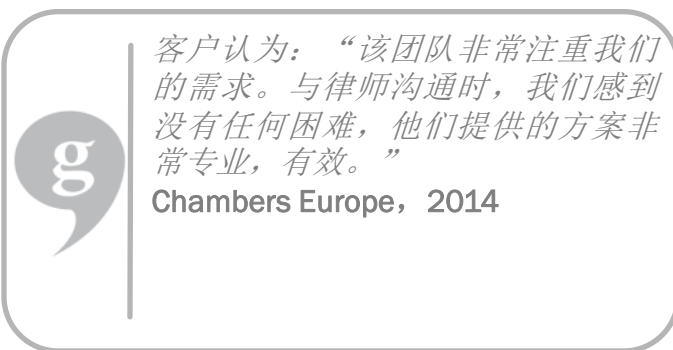 客户认为：“该团队非常注重我们
的需求。与律师沟通时，我们感到
没有任何困难，他们提供的方案非
常专业，有效。”
Chambers Europe，2014
g